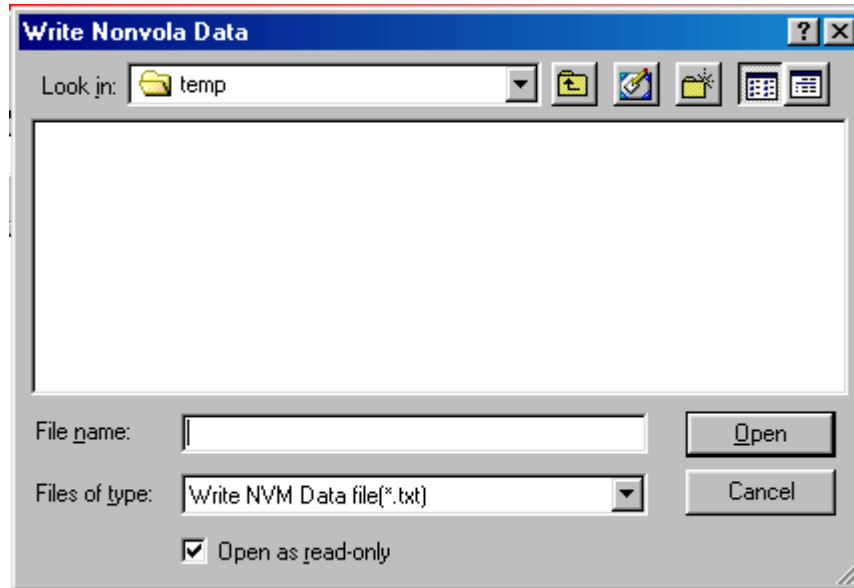 Write Nonvola Data
Look in: temp
File name: Open
Files of type: Write NVM Data file(*.txt) Cancel
Open as read-only